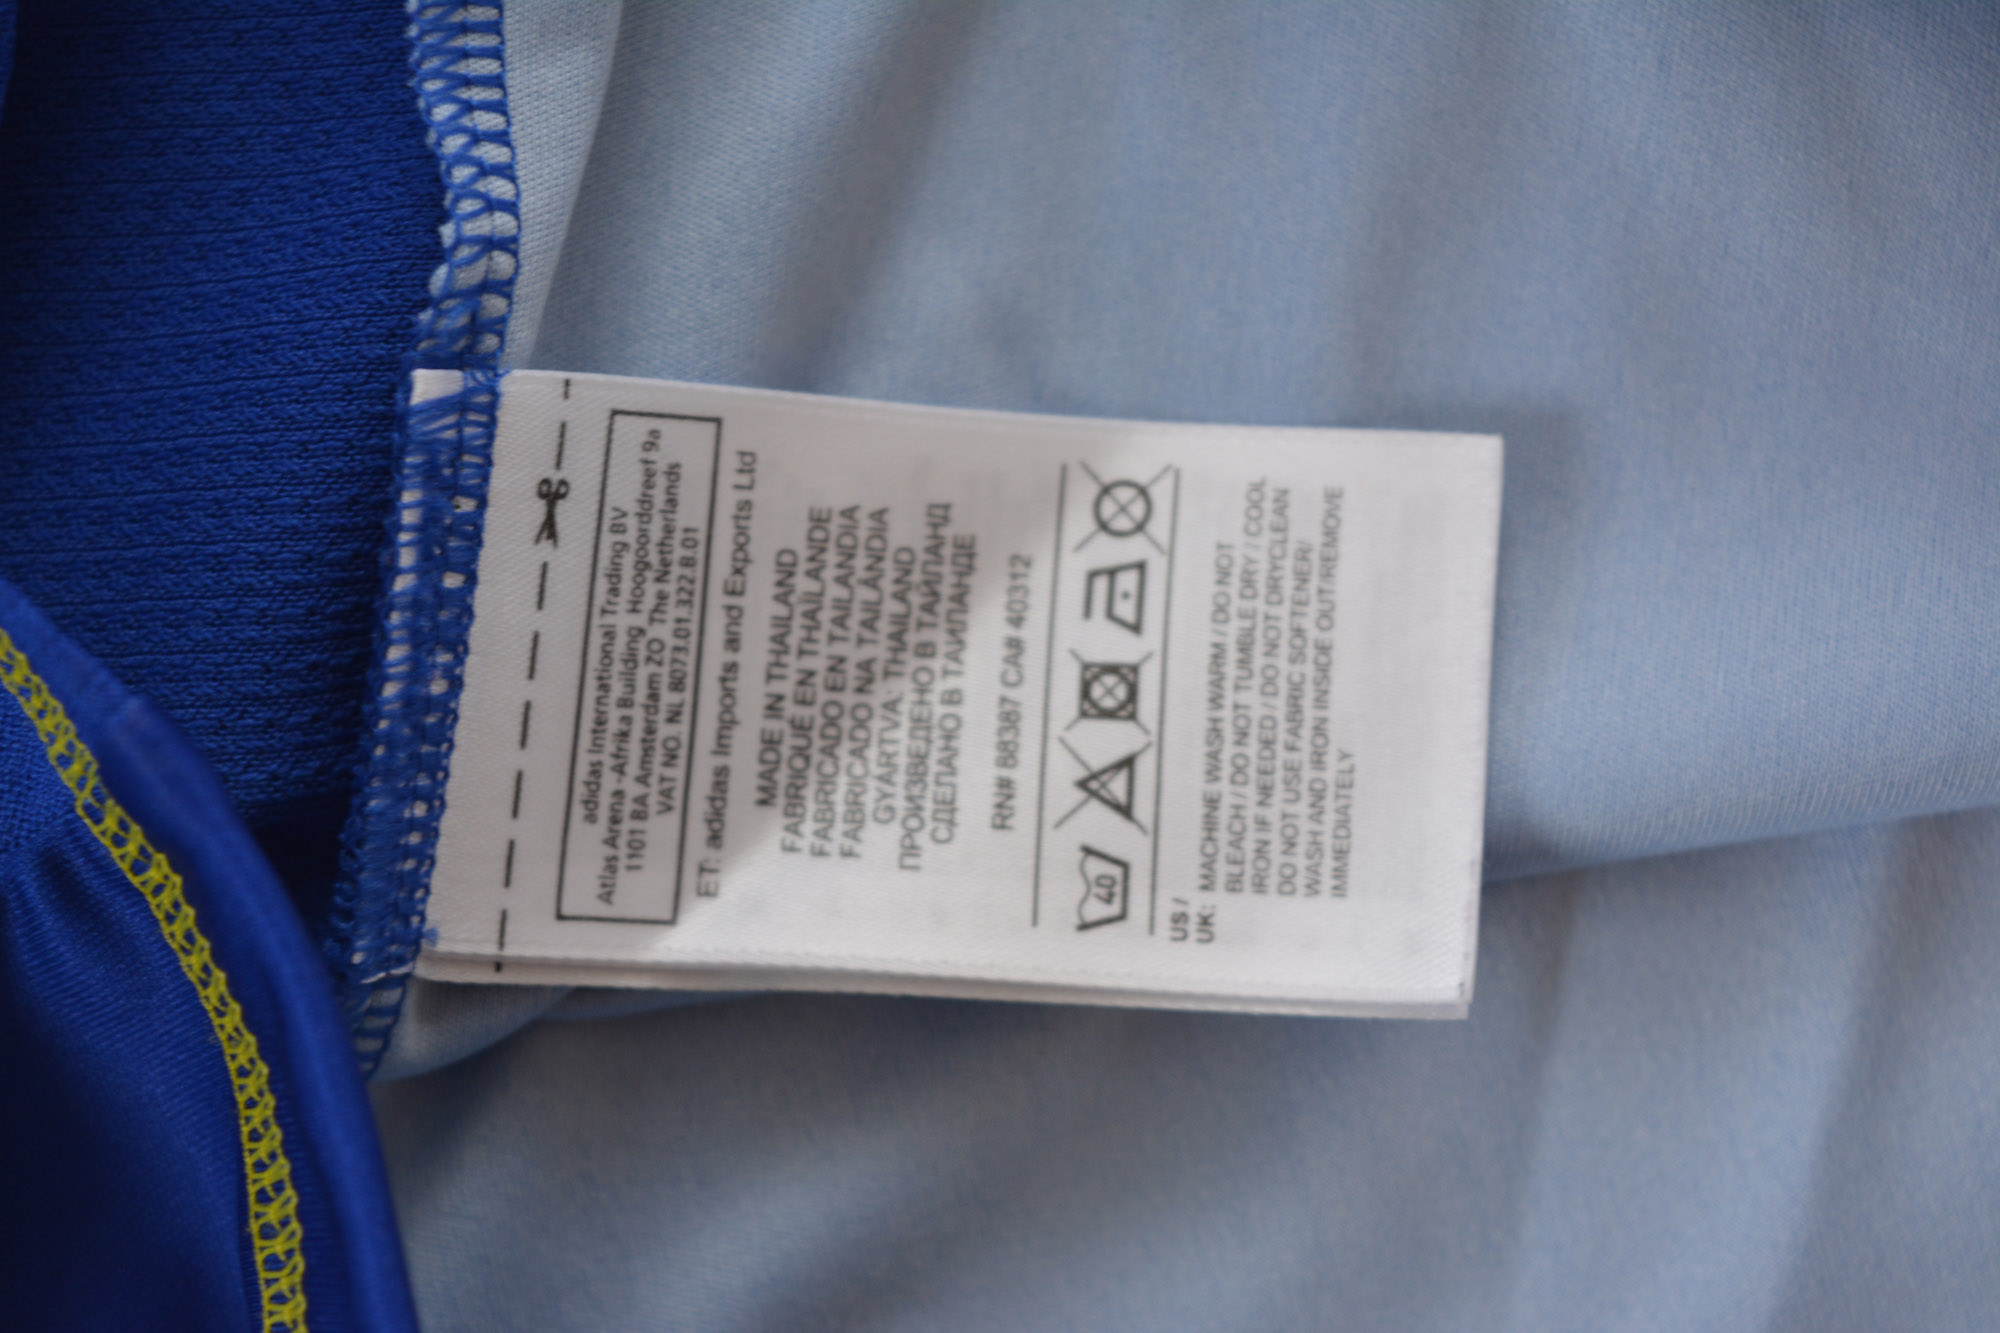 adidas International Trading BV
Atlas Arena -Afrika Building Hoogoorddreef 9a
1101 BA Amsterdam ZO The Netherlands
VAT NO. NL 8073.01.322.B.01
ET: adidas Imports and Exports Ltd
MADE IN THAILAND
FABRIQUÉ EN THAÏLANDE
FABRICADO EN TAILANDIA
FABRICADO NA TAILÂNDIA
GYÁRTVA: THAILAND
ПРОИЗВЕДЕНО В ТАЙЛАНД
СДЕЛАНО В ТАИЛАНДЕ
RN# 88387 CA# 40312
40
US /
UK: MACHINE WASH WARM / DO NOT
BLEACH / DO NOT TUMBLE DRY / COOL
IRON IF NEEDED / DO NOT DRYCLEAN
DO NOT USE FABRIC SOFTENER/
WASH AND IRON INSIDE OUT/REMOVE
IMMEDIATELY